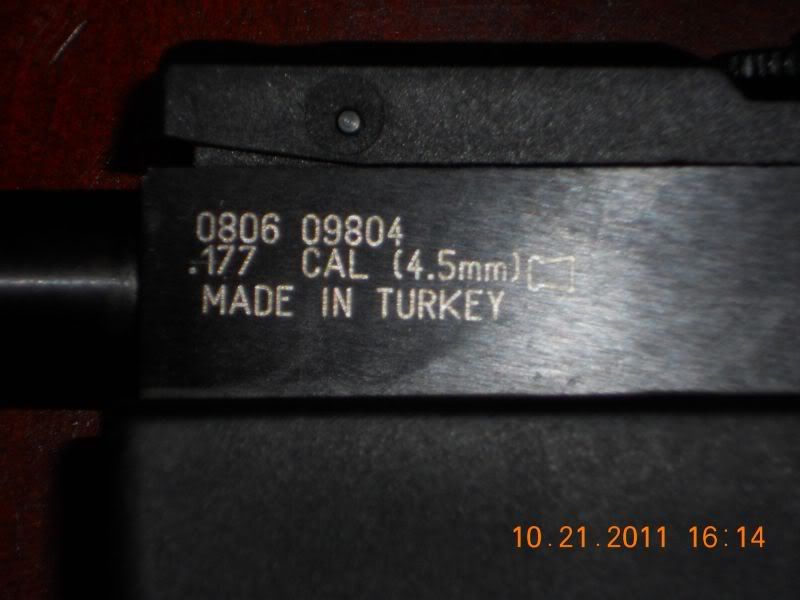 0806 09804
.177 CAL (4.5mm)
MADE IN TURKEY
10.21.2011 16:14